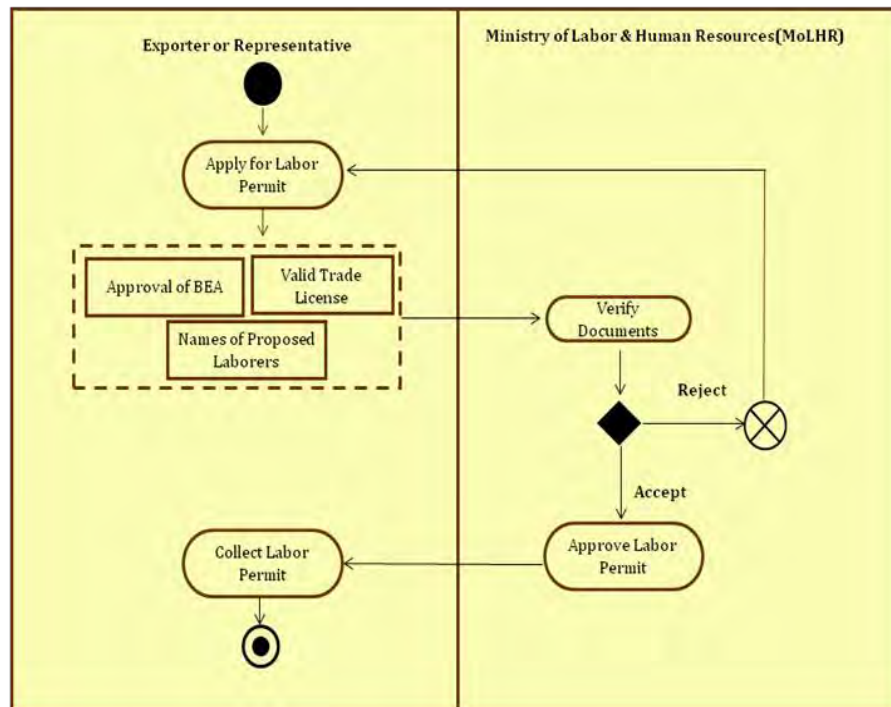 Exporter or Representative
Ministry of Labor & Human Resources(MoLHR)
Apply for Labor
Permit
Approval of BEA
Valid Trade
License
Names of Proposed
Laborers
Verify
Documents
Reject
Accept
Approve Labor
Permit
Collect Labor
Permit